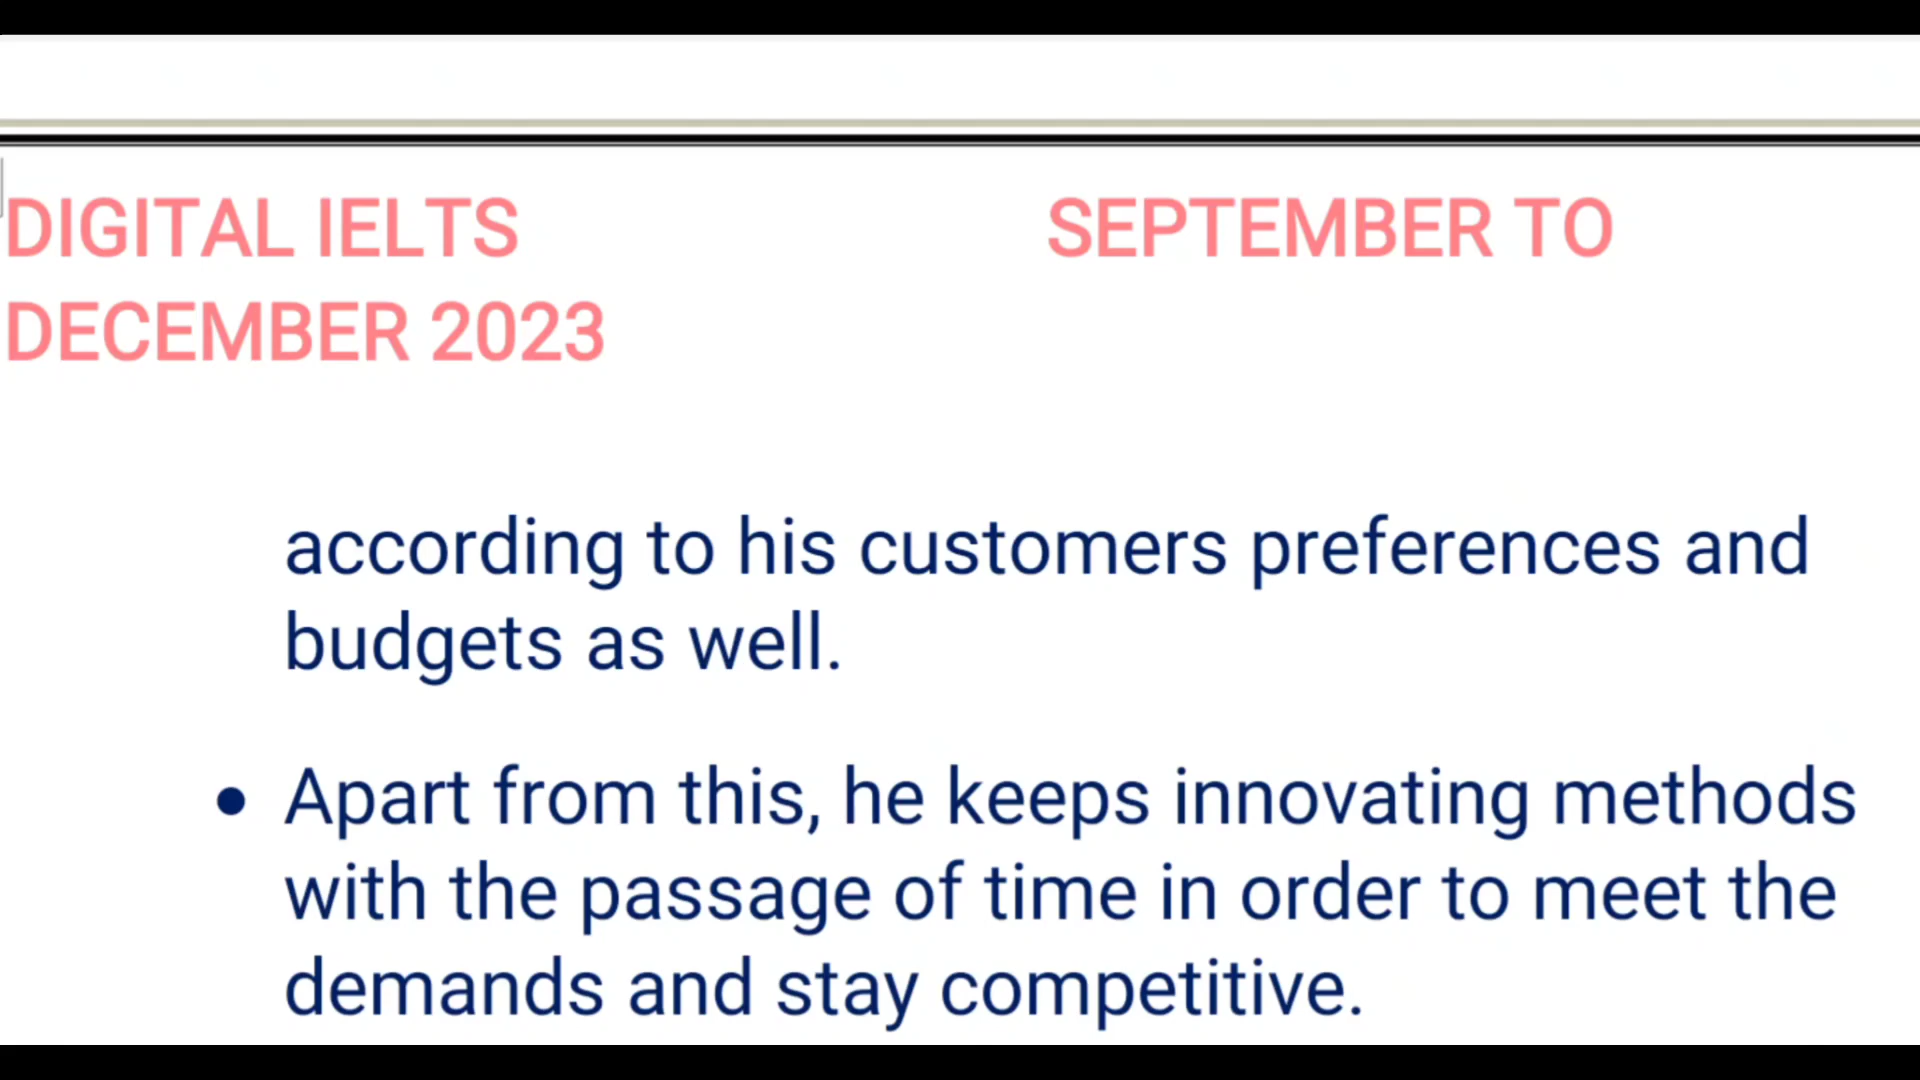 DIGITAL IELTS SEPTEMBER TO
DECEMBER 2023
according to his customers preferences and
budgets as well.
• Apart from this, he keeps innovating methods
with the passage of time in order to meet the
demands and stay competitive.